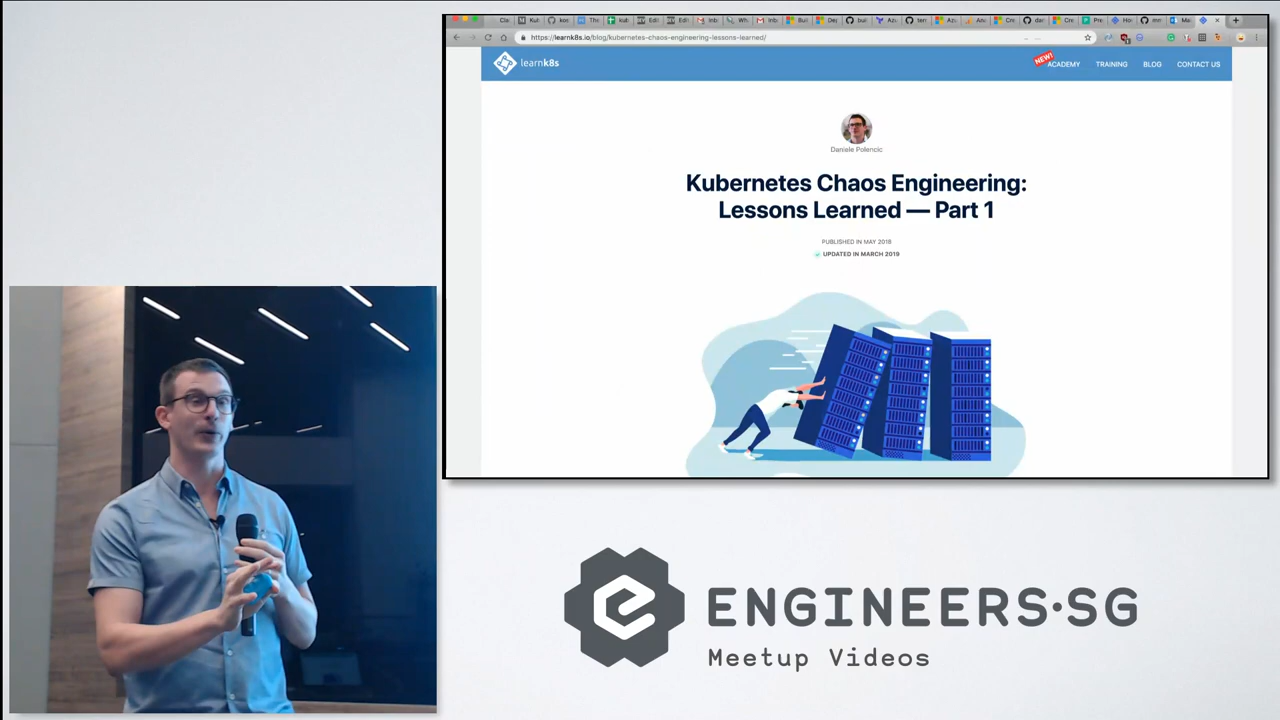 https://learnk8s.io/blog/kubernetes-chaos-engineering-lessons-learned/
learnk8s
NEW!
ACADEMY
TRAINING
BLOG
CONTACT US
Daniele Polencic
Kubernetes Chaos Engineering:
Lessons Learned — Part 1
PUBLISHED IN MAY 2018
UPDATED IN MARCH 2019
ENGINEERS·SG
Meetup Videos